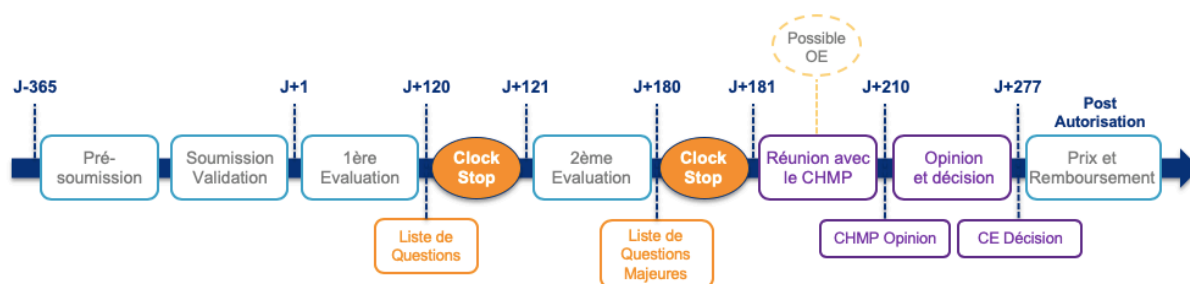 Possible
OE
J-365
J+1
J+120
J+121
J+180
J+181
J+210
J+277
Post
Autorisation
Pré-
soumission
Soumission
Validation
1ère
Evaluation
Clock
Stop
2ème
Evaluation
Clock
Stop
Réunion avec
le CHMP
Opinion
et décision
Prix et
Remboursement
Liste de
Questions
Liste de
Questions
Majeures
CHMP Opinion
CE Décision